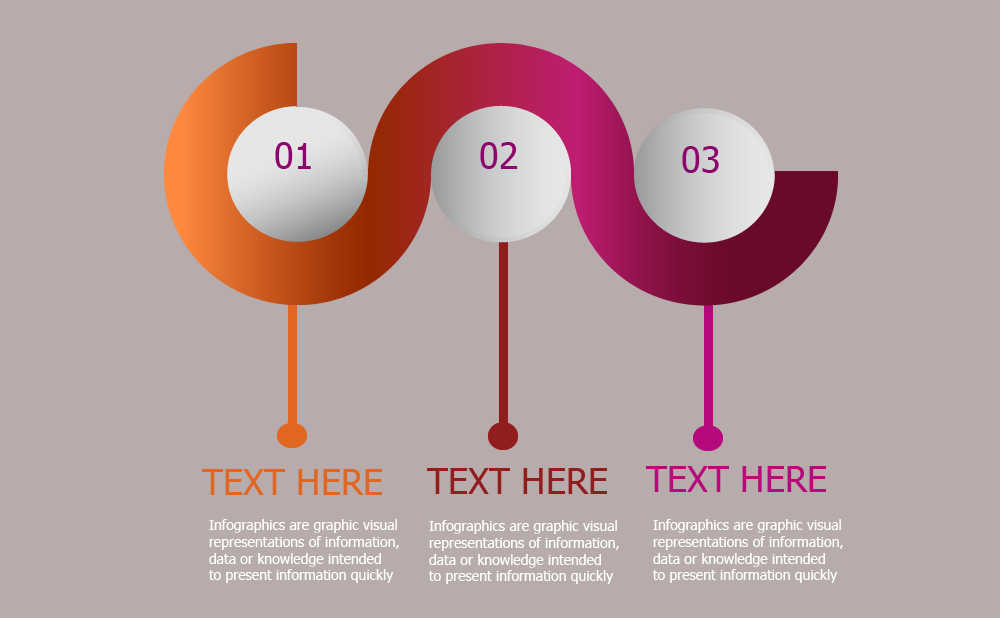 01
02
03
TEXT HERE
Infographics are graphic visual
representations of information,
data or knowledge intended
to present information quickly
TEXT HERE
Infographics are graphic visual
representations of information,
data or knowledge intended
to present information quickly
TEXT HERE
Infographics are graphic visual
representations of information,
data or knowledge intended
to present information quickly